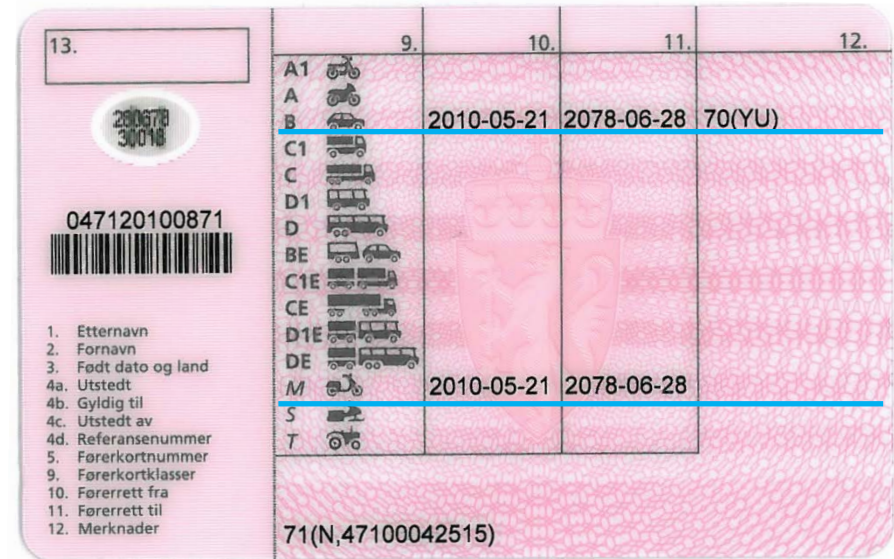 13.
280678
30018
047120100871
1. Etternavn
2. Fornavn
3. Født dato og land
4a. Utstedt
4b. Gyldig til
4c. Utstedt av
4d. Referansenummer
5. Førerkortnummer
9. Førerkortklasser
10. Førerrett fra
11. Førerrett til
12. Merknader
9. 10. 11. 12.
A1
A
B 2010-05-21 2078-06-28 70(YU)
C1
C
D1
D
BE
C1E
CE
D1E
DE
M 2010-05-21 2078-06-28
S
T
71(N,47100042515)